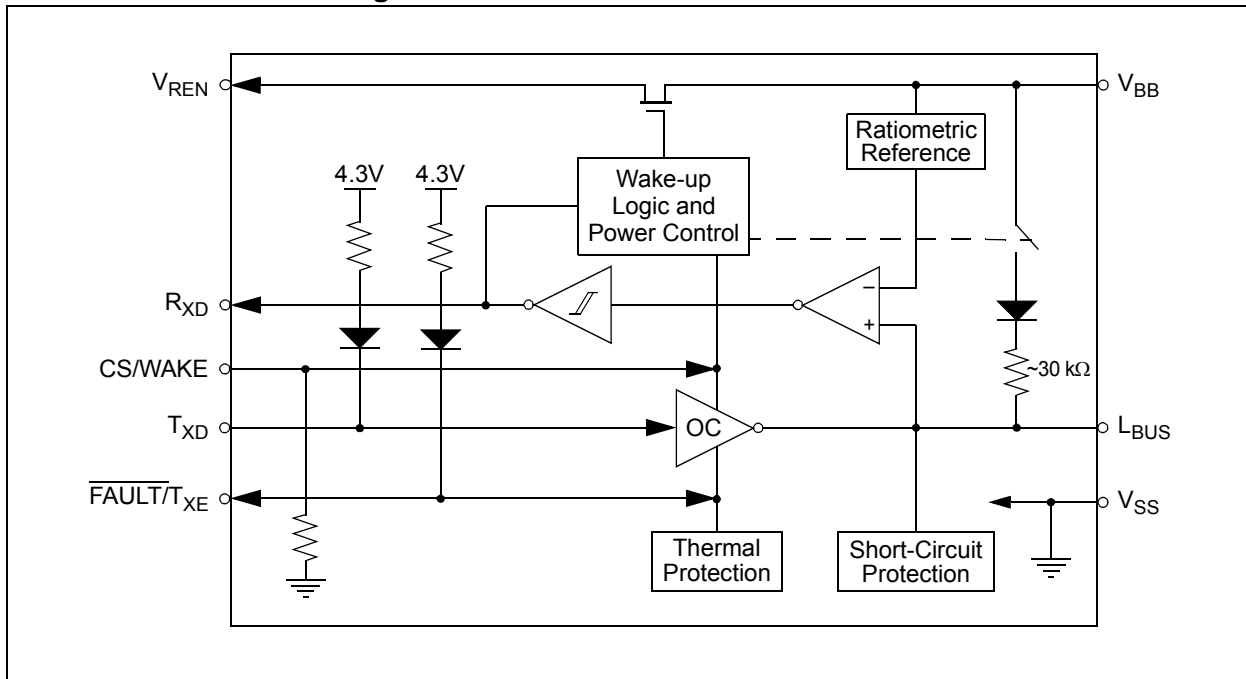 V_REN
V_BB
Ratiometric
Reference
4.3V
4.3V
Wake-up
Logic and
Power Control
R_XD
−
+
CS/WAKE
~30 kΩ
T_XD
OC
L_BUS
FAULT/T_XE
V_SS
Thermal
Protection
Short-Circuit
Protection